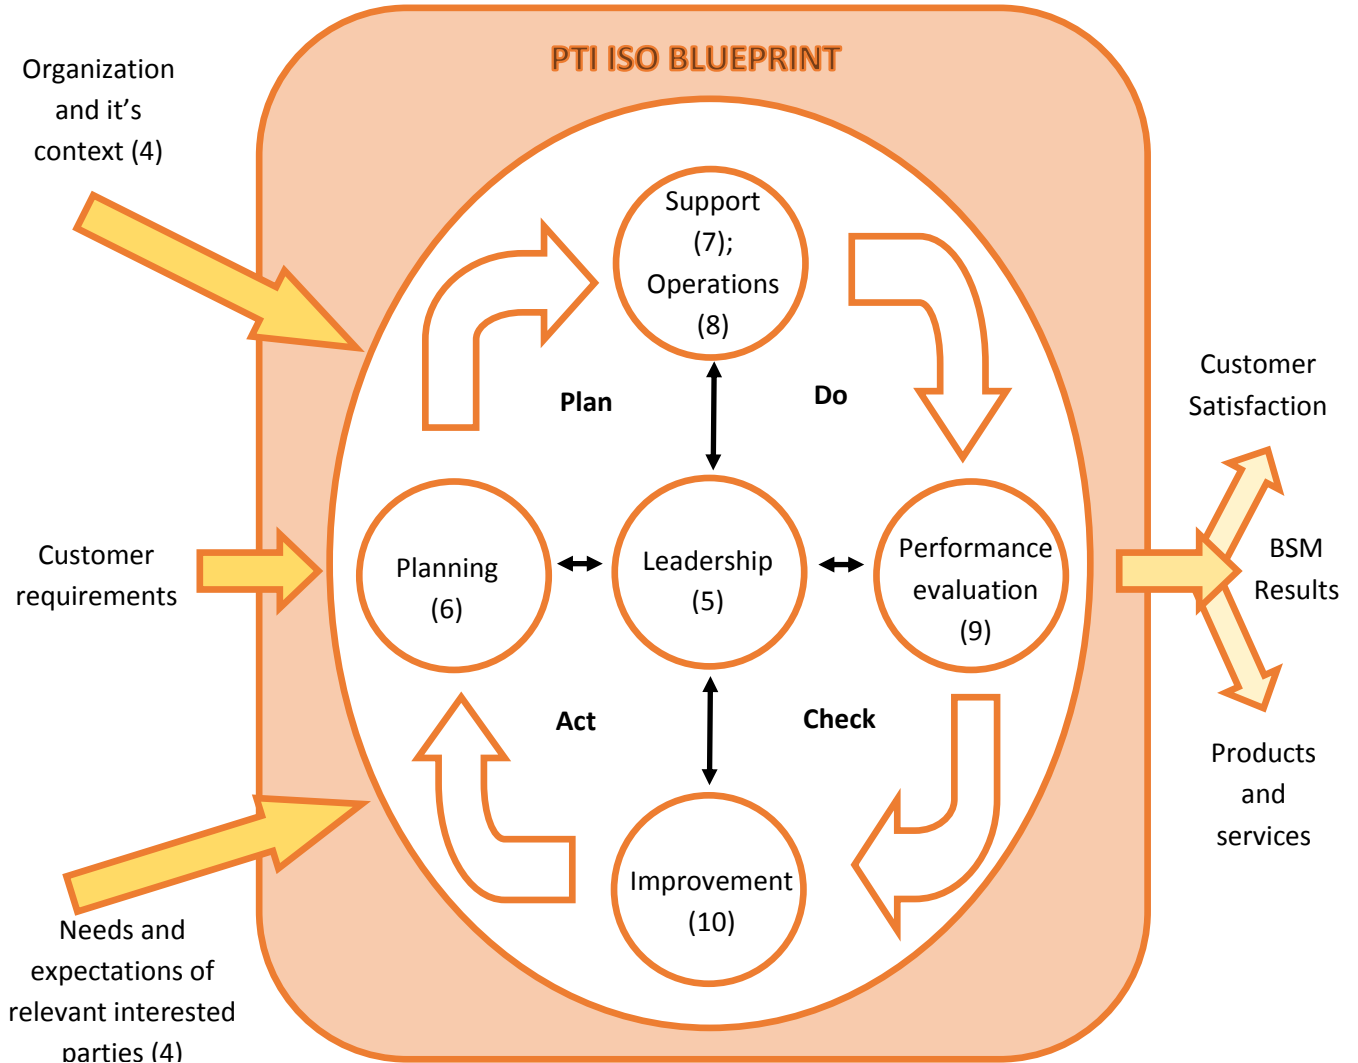 PTI ISO BLUEPRINT
Organization
and it's
context (4)
Support
(7);
Operations
(8)
Plan
Do
Customer
Satisfaction
Customer
requirements
Planning
(6)
Leadership
(5)
Performance
evaluation
(9)
BSM
Results
Act
Check
Improvement
(10)
Products
and
services
Needs and
expectations of
relevant interested
parties (4)